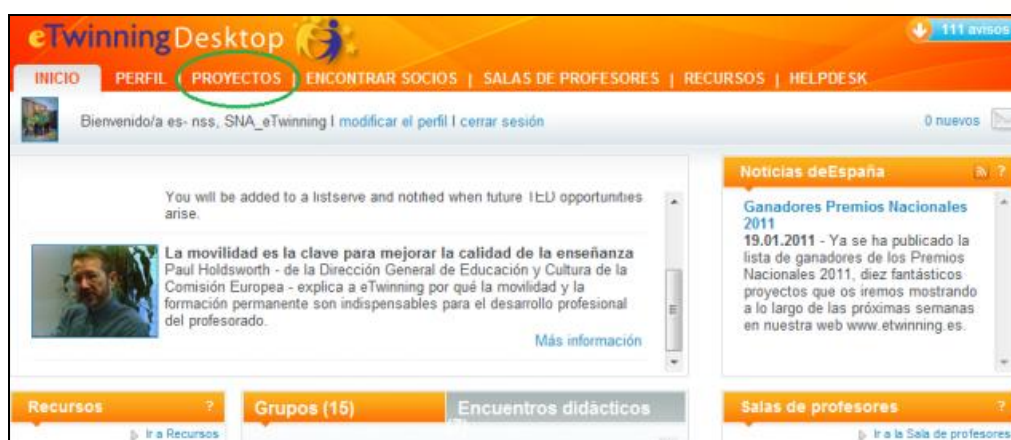 eTwinning Desktop
111 avisos
INICIO PERFIL | PROYECTOS | ENCONTRAR SOCIOS | SALAS DE PROFESORES | RECURSOS | HELPDESK
Bienvenido/a es- nss, SNA_eTwinning I modificar el perfil I cerrar sesión
0 nuevos
You will be added to a listserve and notified when future TED opportunities
arise.
La movilidad es la clave para mejorar la calidad de la enseñanza
Paul Holdsworth - de la Dirección General de Educación y Cultura de la
Comisión Europea - explica a eTwinning por qué la movilidad y la
formación permanente son indispensables para el desarrollo profesional
del profesorado.
Más información
Noticias deEspaña ?
Ganadores Premios Nacionales
2011
19.01.2011 - Ya se ha publicado la
lista de ganadores de los Premios
Nacionales 2011, diez fantásticos
proyectos que os iremos mostrando
a lo largo de las próximas semanas
en nuestra web www.etwinning.es.
Recursos ?
Ir a Recursos
Grupos (15)
Encuentros didácticos
Salas de profesores ?
Ir a la Sala de profesores